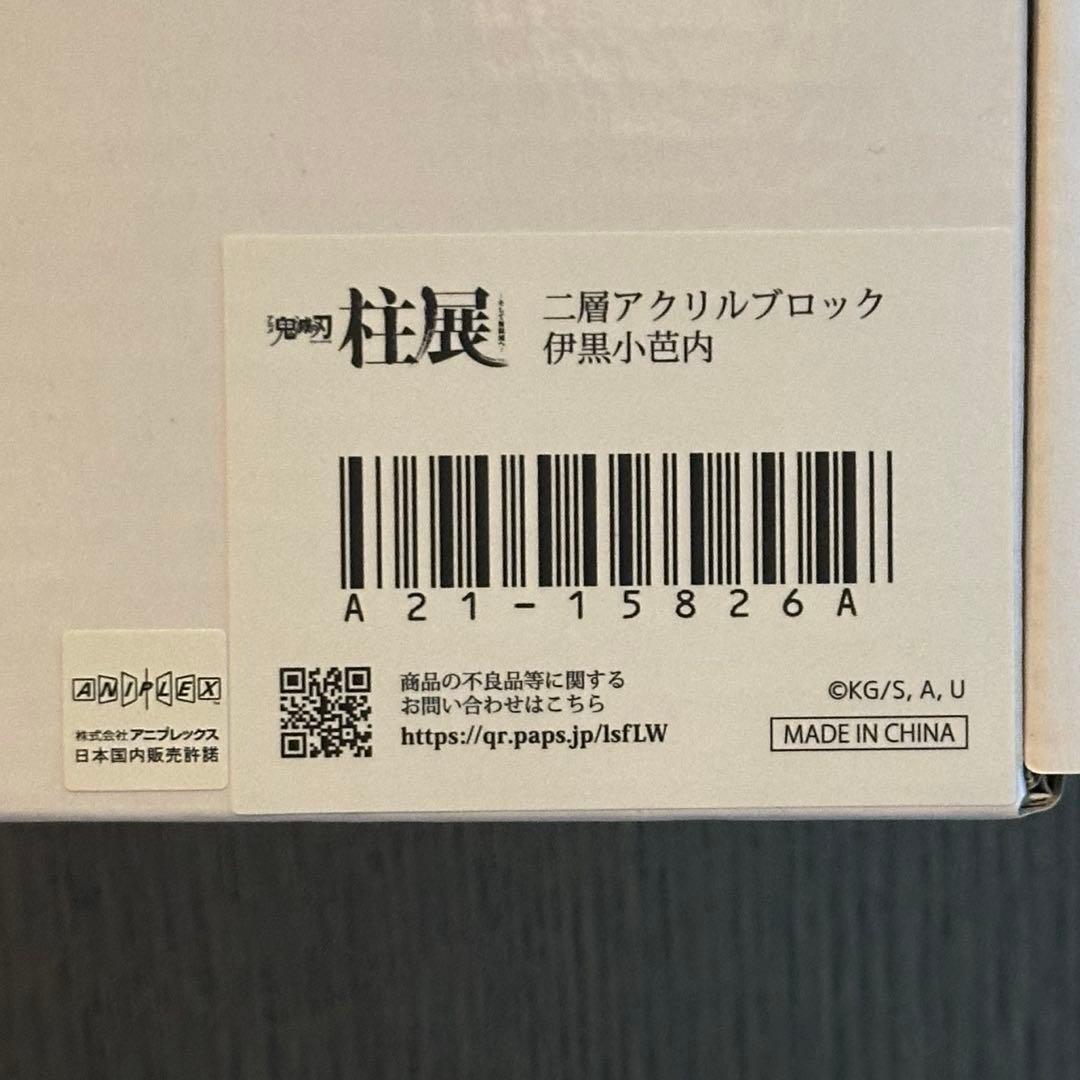 鬼滅の刃
柱展
二層アクリルブロック
伊黒小芭内
A21-15826A
ANIPLEX
株式会社アニプレックス
日本国内販売許諾
商品の不良品等に関する
お問い合わせはこちら
https://qr.paps.jp/lsfLW
©KG/S, A, U
MADE IN CHINA